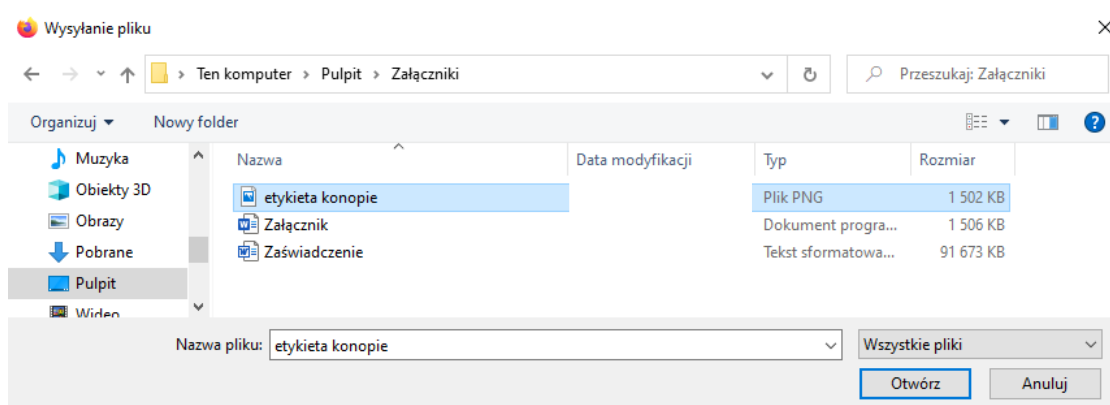 Wysyłanie pliku
Ten komputer > Pulpit > Załączniki
Przeszukaj: Załączniki
Organizuj Nowy folder
Muzyka
Obiekty 3D
Obrazy
Pobrane
Pulpit
Wideo
Nazwa Data modyfikacji Typ Rozmiar
etykieta konopie Plik PNG 1 502 KB
Załącznik Dokument progra... 1 506 KB
Zaświadczenie Tekst sformatowa... 91 673 KB
Nazwa pliku: etykieta konopie Wszystkie pliki
Otwórz Anuluj